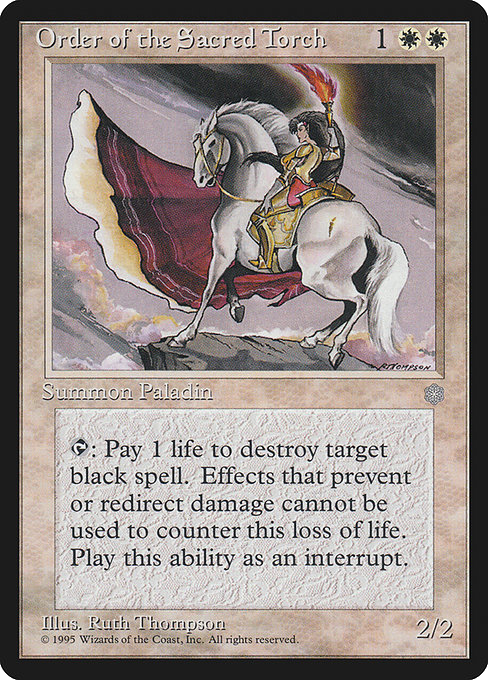 Order of the Sacred Torch 1
R.THOMPSON
Summon Paladin
: Pay 1 life to destroy target
black spell. Effects that prevent
or redirect damage cannot be
used to counter this loss of life.
Play this ability as an interrupt.
Illus. Ruth Thompson
© 1995 Wizards of the Coast, Inc. All rights reserved.
2/2